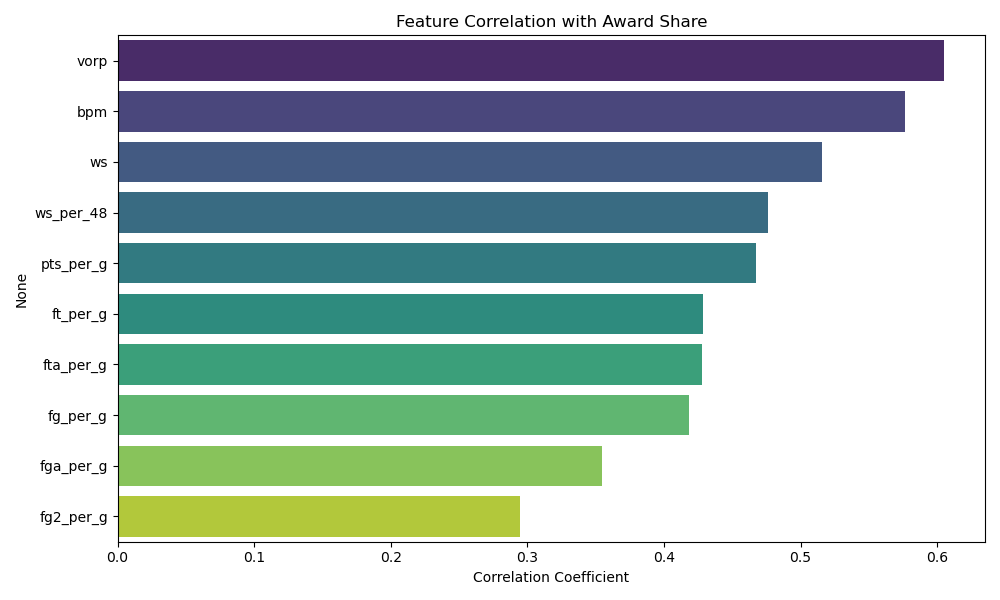 Feature Correlation with Award Share
vorp
bpm
ws
ws_per_48
pts_per_g
ft_per_g
fta_per_g
fg_per_g
fga_per_g
fg2_per_g
None
0.0 0.1 0.2 0.3 0.4 0.5 0.6
Correlation Coefficient